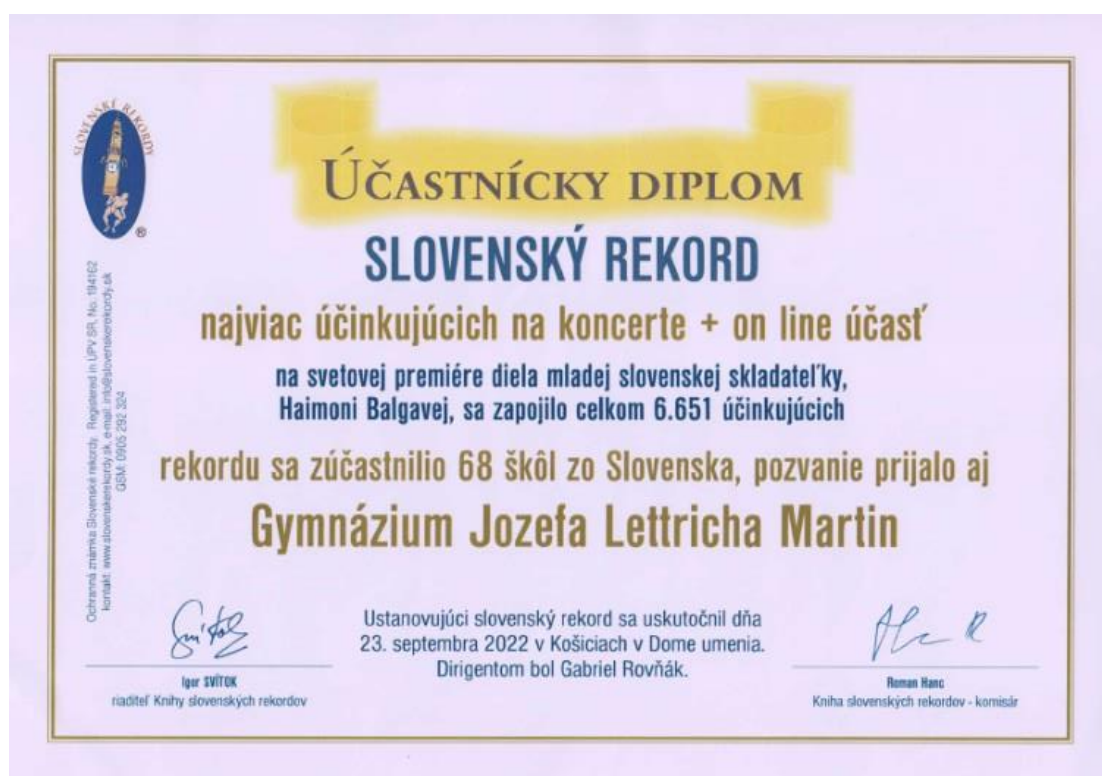 SLOVENSKÉ REKORDY
®
Ochranná známka Slovenské rekordy. Registered in ÚPV SR, No. 194162
kontakt: www.slovenskerekordy.sk, e-mail: info@slovenskerekordy.sk
GSM: 0905 292 324
ÚČASTNÍCKY DIPLOM
SLOVENSKÝ REKORD
najviac účinkujúcich na koncerte + on line účasť
na svetovej premiére diela mladej slovenskej skladateľky,
Haimoni Balgavej, sa zapojilo celkom 6.651 účinkujúcich
rekordu sa zúčastnilio 68 škôl zo Slovenska, pozvanie prijalo aj
Gymnázium Jozefa Lettricha Martin
Ustanovujúci slovenský rekord sa uskutočnil dňa
23. septembra 2022 v Košiciach v Dome umenia.
Dirigentom bol Gabriel Rovňák.
Igor SVÍTOK
riaditeľ Knihy slovenských rekordov
Roman Hanc
Kniha slovenských rekordov - komisár